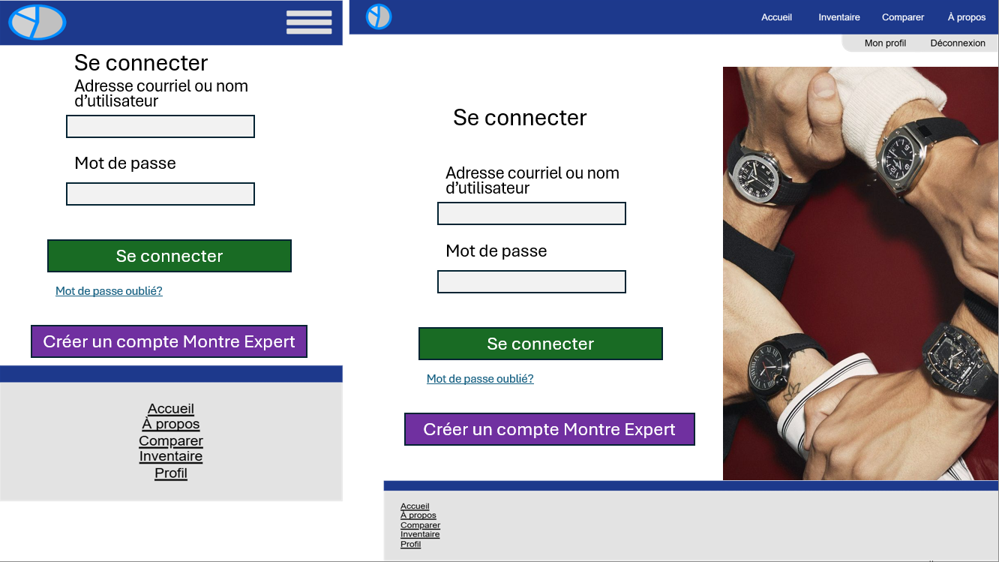 Se connecter
Adresse courriel ou nom
d’utilisateur
Mot de passe
Se connecter
Mot de passe oublié?
Créer un compte Montre Expert
Accueil
À propos
Comparer
Inventaire
Profil
Accueil Inventaire Comparer À propos
Mon profil Déconnexion
Se connecter
Adresse courriel ou nom
d’utilisateur
Mot de passe
Se connecter
Mot de passe oublié?
Créer un compte Montre Expert
Accueil
À propos
Comparer
Inventaire
Profil